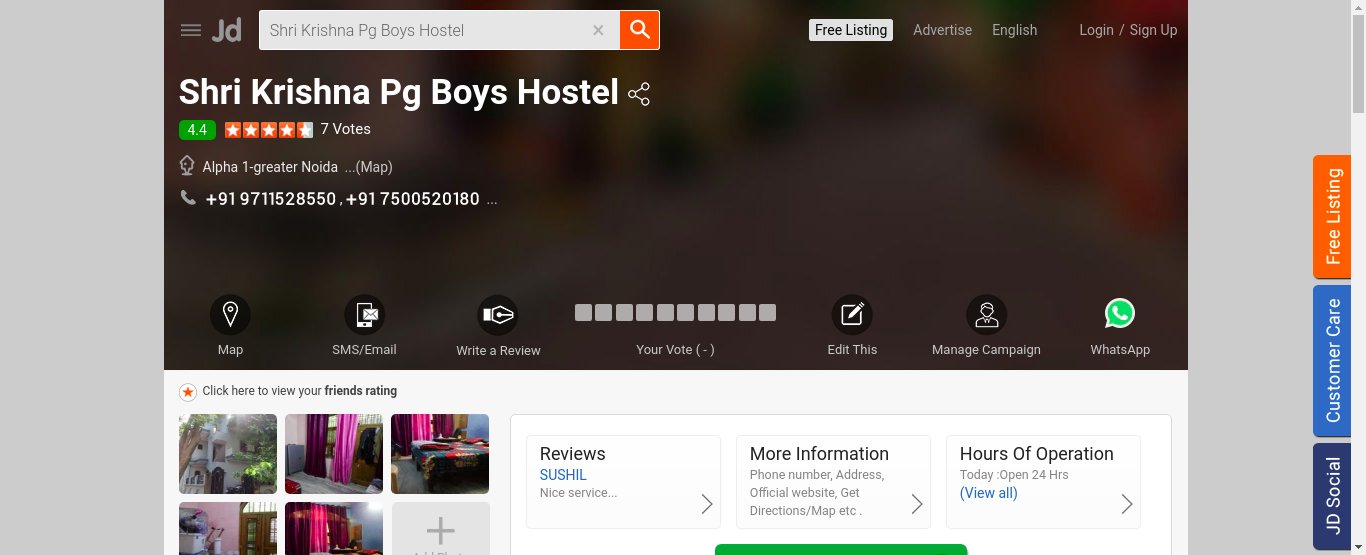 Jd
Shri Krishna Pg Boys Hostel
Free Listing
Advertise
English
Login / Sign Up
Shri Krishna Pg Boys Hostel
4.4
7 Votes
Alpha 1-greater Noida ...(Map)
+91 9711528550 , +91 7500520180 ...
Map
SMS/Email
Write a Review
Your Vote ( - )
Edit This
Manage Campaign
WhatsApp
Click here to view your friends rating
Reviews
SUSHIL
Nice service...
More Information
Phone number, Address,
Official website, Get
Directions/Map etc .
Hours Of Operation
Today :Open 24 Hrs
(View all)
Free Listing
Customer Care
JD Social